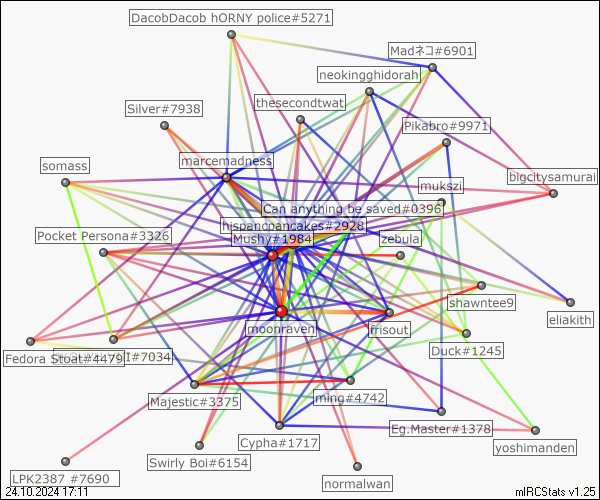 DacobDacob hORNY police#5271
Madネコ#6901
neokingghidorah
thesecondtwat
Silver#7938
Pikabro#9971
marcemadness
somass
bigcitysamurai
mukszi
Can anything be saved#0396
hispandpancakes#2928
Pocket Persona#3326
Mushy#1984
zebula
shawntee9
eliakith
moonraven
frisout
Fedora Stoat#4479
I#7034
Duck#1245
Majestic#3375
ming#4742
Cypha#1717
Eg.Master#1378
yoshimanden
Swirly Boi#6154
LPK2387 #7690
normalwan
24.10.2024 17:11
mIRCStats v1.25